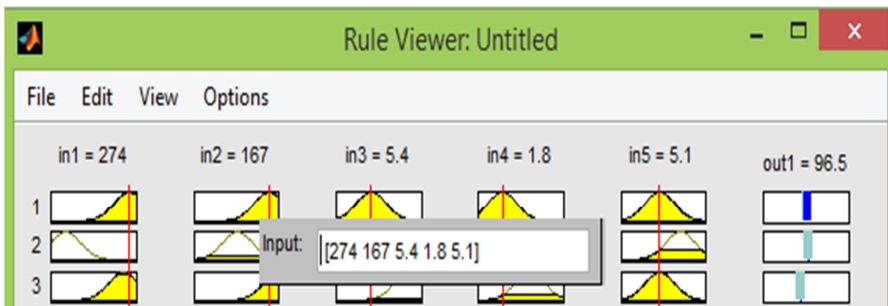 Rule Viewer: Untitled
File Edit View Options
in1 = 274 in2 = 167 in3 = 5.4 in4 = 1.8 in5 = 5.1 out1 = 96.5
1
2
Input: [274 167 5.4 1.8 5.1]
3